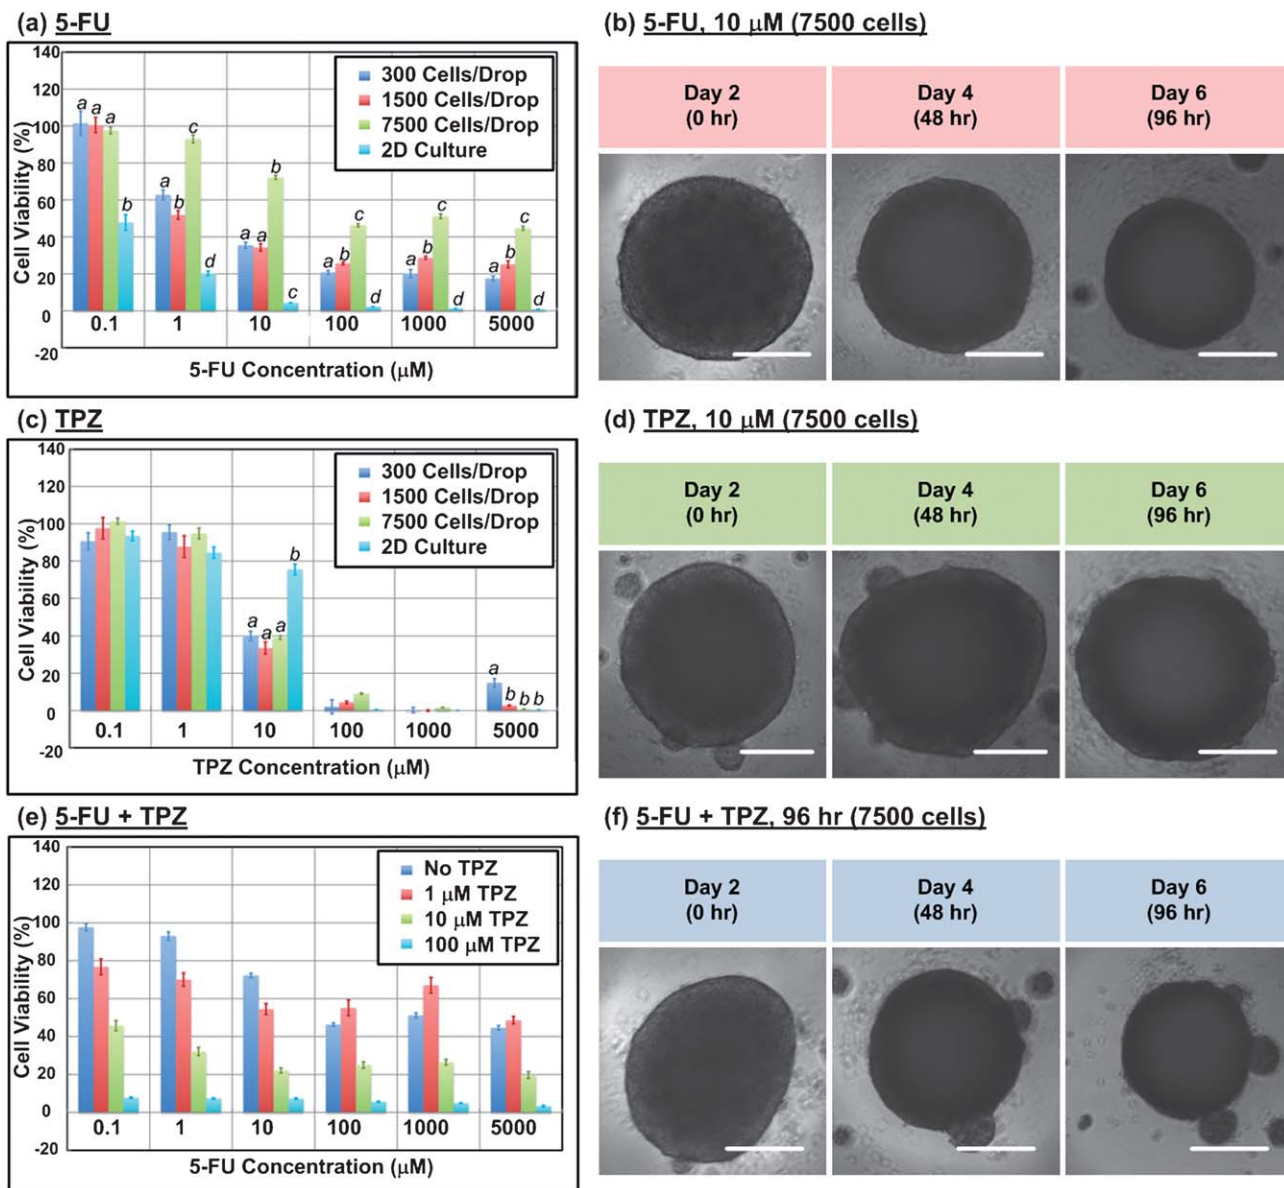 (a) 5-FU
140
120
100
80
60
40
20
0
-20
Cell Viability (%)
300 Cells/Drop
1500 Cells/Drop
7500 Cells/Drop
2D Culture
a a a b
a b c d
a a b c
a b c d
a b c d
a b c d
0.1 1 10 100 1000 5000
5-FU Concentration (μM)
(b) 5-FU, 10 μM (7500 cells)
Day 2
(0 hr)
Day 4
(48 hr)
Day 6
(96 hr)
(c) TPZ
140
120
100
80
60
40
20
0
-20
Cell Viability (%)
300 Cells/Drop
1500 Cells/Drop
7500 Cells/Drop
2D Culture
a a a b
a b b b
0.1 1 10 100 1000 5000
TPZ Concentration (μM)
(d) TPZ, 10 μM (7500 cells)
Day 2
(0 hr)
Day 4
(48 hr)
Day 6
(96 hr)
(e) 5-FU + TPZ
140
120
100
80
60
40
20
0
-20
Cell Viability (%)
No TPZ
1 μM TPZ
10 μM TPZ
100 μM TPZ
0.1 1 10 100 1000 5000
5-FU Concentration (μM)
(f) 5-FU + TPZ, 96 hr (7500 cells)
Day 2
(0 hr)
Day 4
(48 hr)
Day 6
(96 hr)